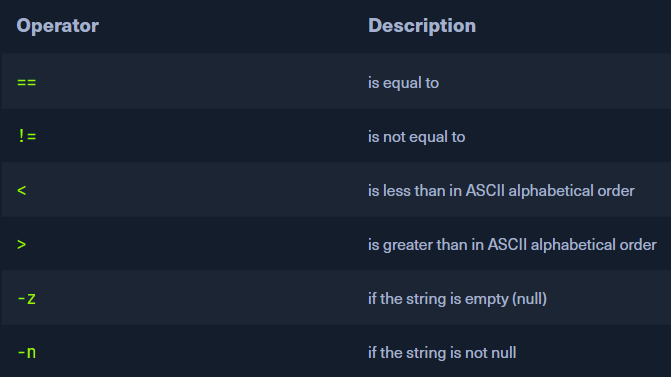 Operator Description
== is equal to
!= is not equal to
< is less than in ASCII alphabetical order
> is greater than in ASCII alphabetical order
-z if the string is empty (null)
-n if the string is not null